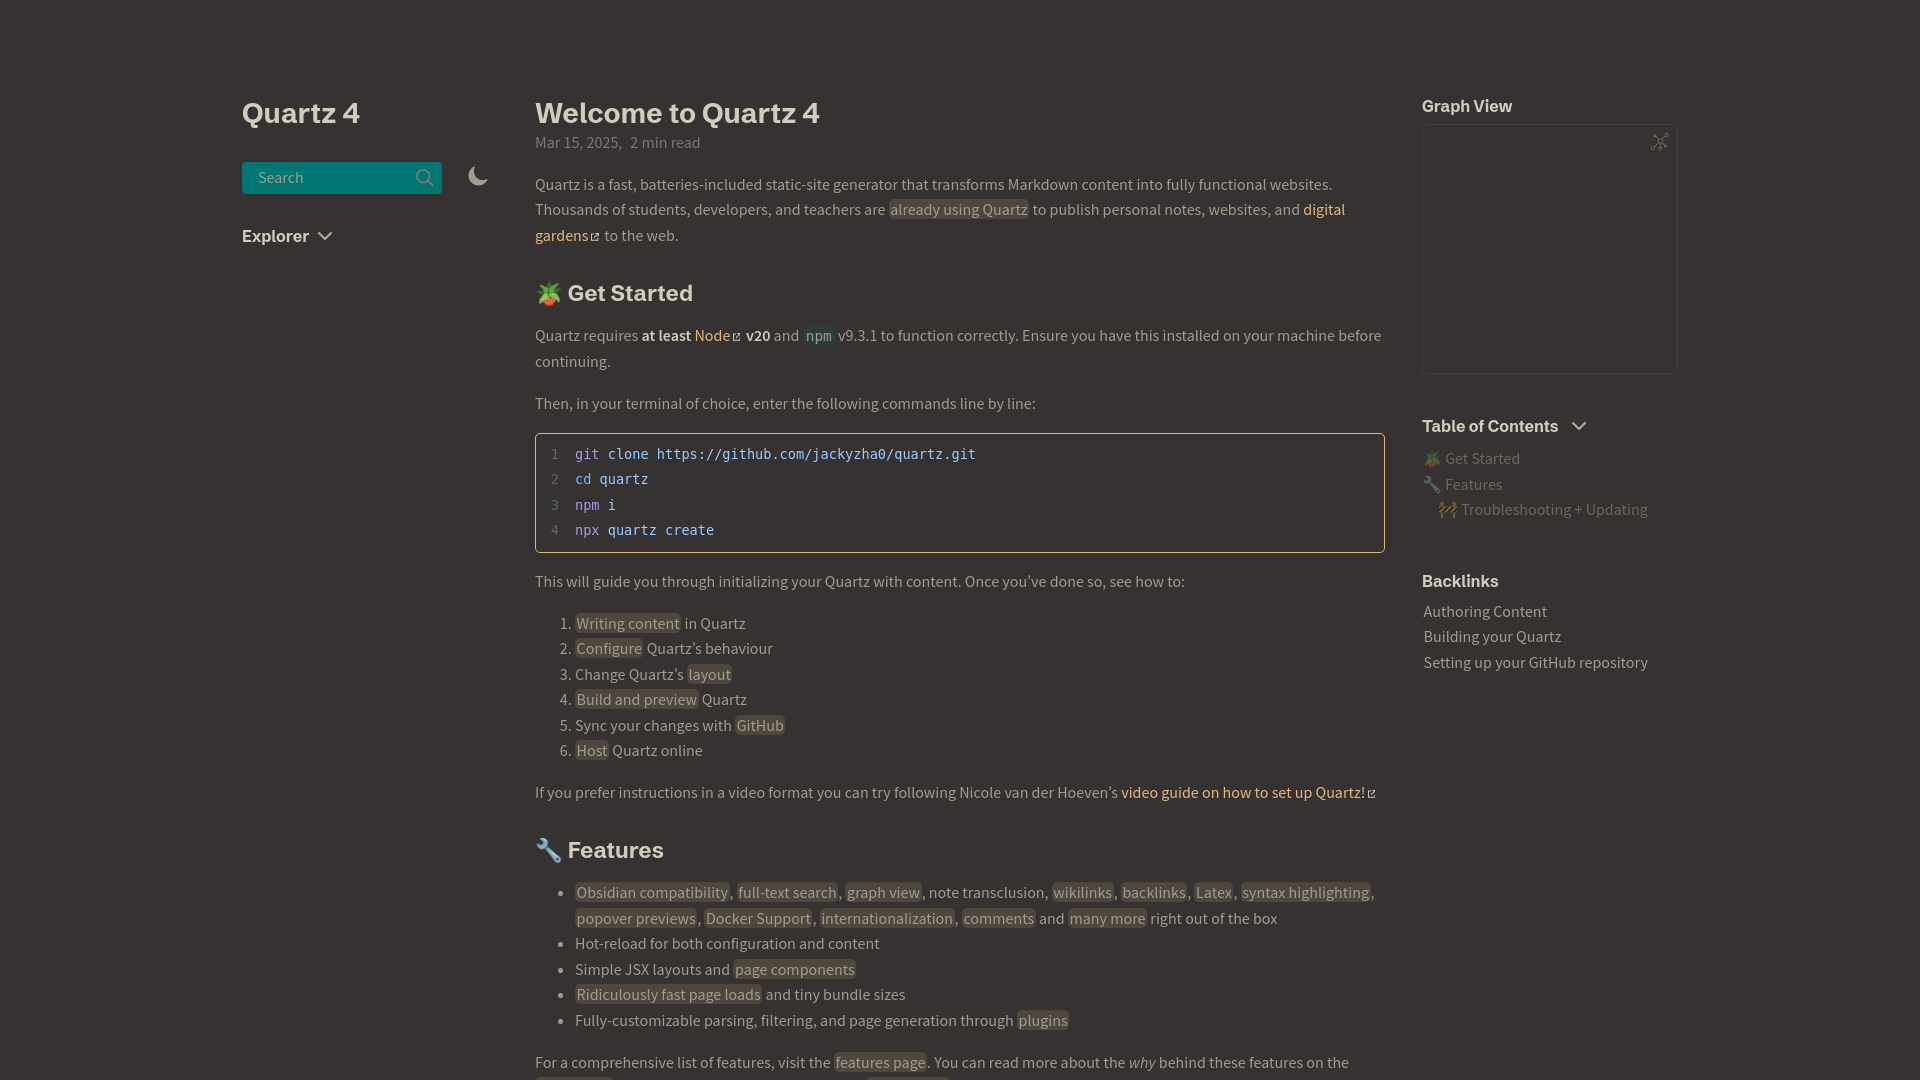 Quartz 4
Search
Explorer
Welcome to Quartz 4
Mar 15, 2025, 2 min read
Quartz is a fast, batteries-included static-site generator that transforms Markdown content into fully functional websites.
Thousands of students, developers, and teachers are already using Quartz to publish personal notes, websites, and digital
gardens to the web.
🪴 Get Started
Quartz requires at least Node v20 and npm v9.3.1 to function correctly. Ensure you have this installed on your machine before
continuing.
Then, in your terminal of choice, enter the following commands line by line:
1 git clone https://github.com/jackyzha0/quartz.git
2 cd quartz
3 npm i
4 npx quartz create
This will guide you through initializing your Quartz with content. Once you’ve done so, see how to:
1. Writing content in Quartz
2. Configure Quartz’s behaviour
3. Change Quartz’s layout
4. Build and preview Quartz
5. Sync your changes with GitHub
6. Host Quartz online
If you prefer instructions in a video format you can try following Nicole van der Hoeven’s video guide on how to set up Quartz!
🔧 Features
• Obsidian compatibility, full-text search, graph view, note transclusion, wikilinks, backlinks, Latex, syntax highlighting,
popover previews, Docker Support, internationalization, comments and many more right out of the box
• Hot-reload for both configuration and content
• Simple JSX layouts and page components
• Ridiculously fast page loads and tiny bundle sizes
• Fully-customizable parsing, filtering, and page generation through plugins
For a comprehensive list of features, visit the features page. You can read more about the why behind these features on the
Graph View
Table of Contents
🪴 Get Started
🔧 Features
🚧 Troubleshooting + Updating
Backlinks
Authoring Content
Building your Quartz
Setting up your GitHub repository